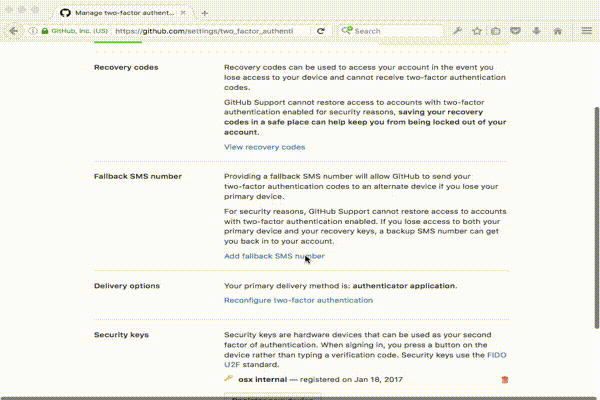 Manage two-factor authent...
GitHub, Inc. (US)
https://github.com/settings/two_factor_authenti
Search
Recovery codes
Recovery codes can be used to access your account in the event you
lose access to your device and cannot receive two-factor authentication
codes.
GitHub Support cannot restore access to accounts with two-factor
authentication enabled for security reasons, saving your recovery
codes in a safe place can help keep you from being locked out of your
account.
View recovery codes
Fallback SMS number
Providing a fallback SMS number will allow GitHub to send your
two-factor authentication codes to an alternate device if you lose your
primary device.
For security reasons, GitHub Support cannot restore access to accounts
with two-factor authentication enabled. If you lose access to both your
primary device and your recovery keys, a backup SMS number can get
you back in to your account.
Add fallback SMS number
Delivery options
Your primary delivery method is: authenticator application.
Reconfigure two-factor authentication
Security keys
Security keys are hardware devices that can be used as your second
factor of authentication. When signing in, you press a button on the
device rather than typing a verification code. Security keys use the FIDO
U2F standard.
osx internal — registered on Jan 18, 2017